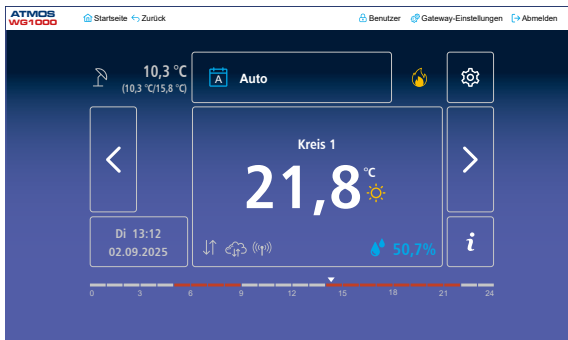 ATMOS
WG1000
Startseite Zurück
Benutzer Gateway-Einstellungen Abmelden
10,3 °C
(10,3 °C/15,8 °C)
A Auto
Kreis 1
21,8 °C
Di 13:12
02.09.2025
50,7%
i
0 3 6 9 12 15 18 21 24